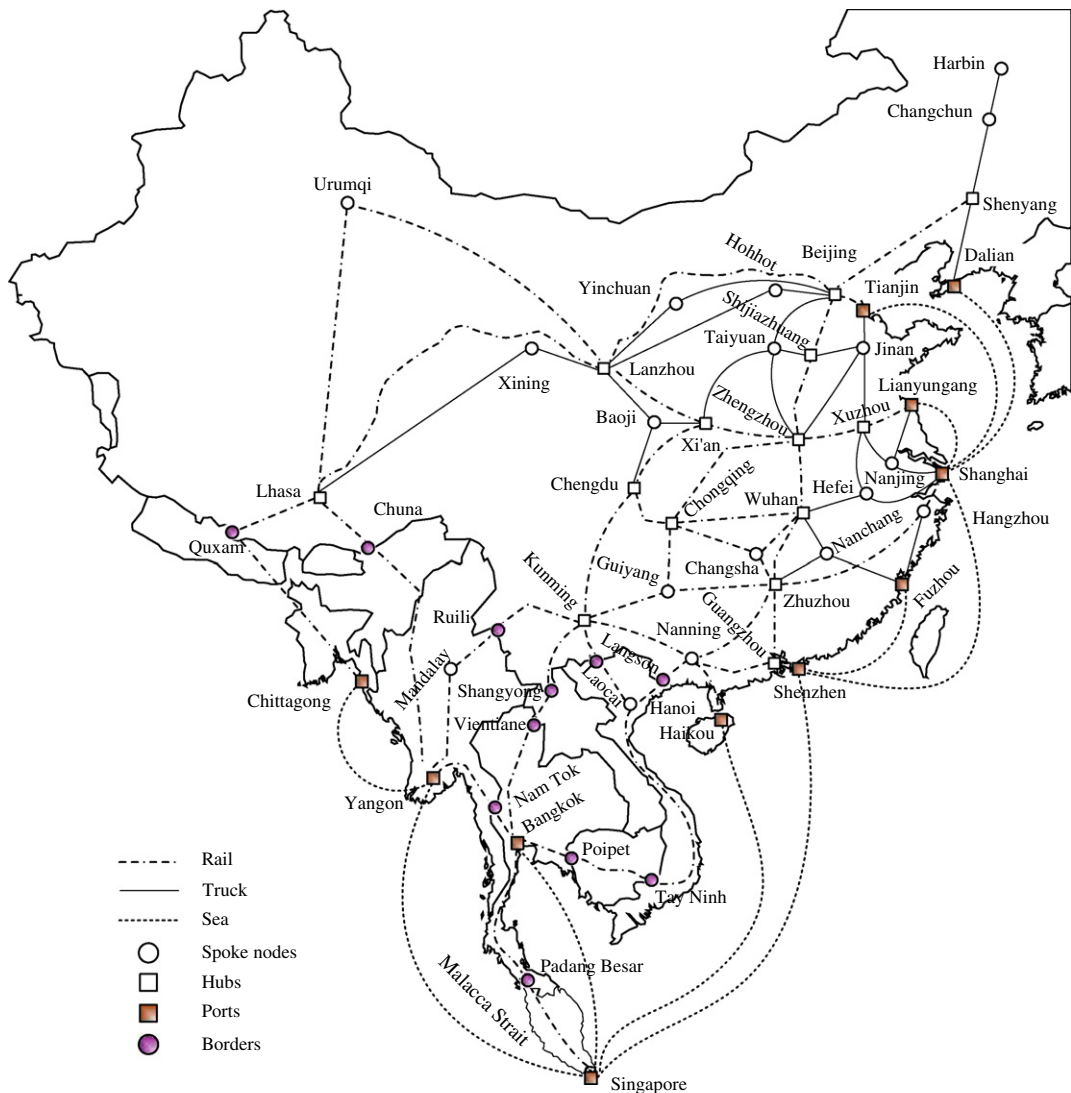 Harbin
Changchun
Urumqi
Shenyang
Hohhot
Beijing
Dalian
Yinchuan
Tianjin
Shijiazhuang
Taiyuan
Jinan
Xining
Lanzhou
Lianyungang
Zhengzhou
Xuzhou
Baoji
Xi'an
Nanjing
Shanghai
Chengdu
Lhasa
Chongqing
Wuhan
Hefei
Chuna
Hangzhou
Quxam
Nanchang
Kunming
Guiyang
Changsha
Fuzhou
Zhuzhou
Ruili
Guangzhou
Nanning
Langson
Mandalay
Laocai
Chittagong
Shangyong
Shenzhen
Hanoi
Vientiane
Haikou
Nam Tok
Yangon
Bangkok
Poipet
Rail
Truck
Tay Ninh
Sea
Spoke nodes
Padang Besar
Hubs
Malacca Strait
Ports
Borders
Singapore